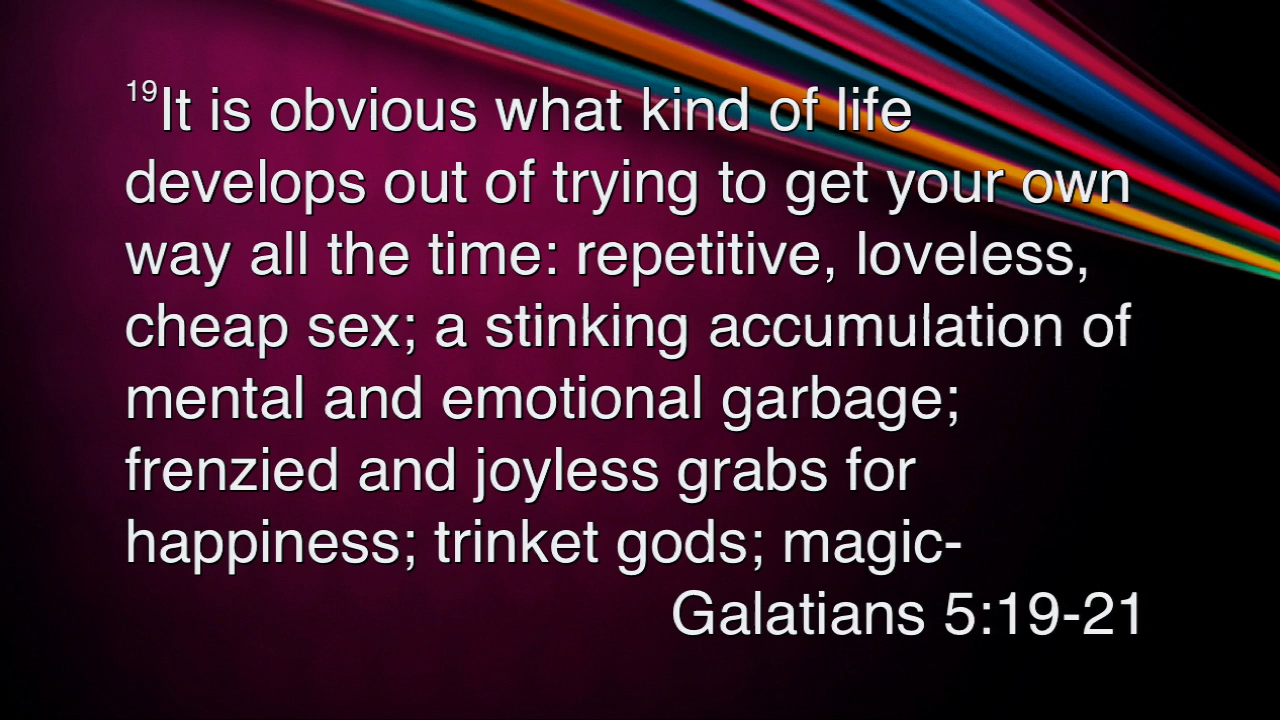 19It is obvious what kind of life
develops out of trying to get your own
way all the time: repetitive, loveless,
cheap sex; a stinking accumulation of
mental and emotional garbage;
frenzied and joyless grabs for
happiness; trinket gods; magic-
Galatians 5:19-21